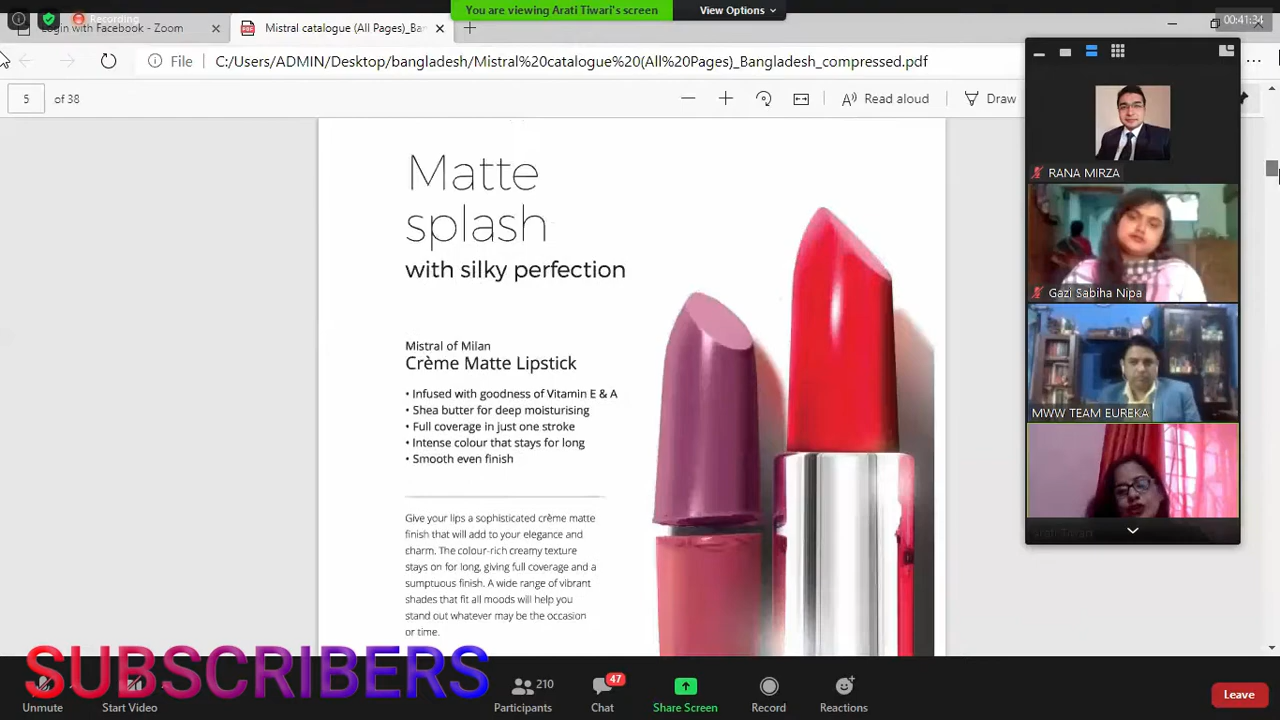 You are viewing Arati Tiwari's screen
View Options
00:41:34
Recording
Login with Facebook - Zoom
Mistral catalogue (All Pages)_Ba
File
C:/Users/ADMIN/Desktop/bangladesh/Mistral%20catalogue%20(All%20Pages)_Bangladesh_compressed.pdf
5 of 38
Read aloud
Draw
Matte
splash
with silky perfection
Mistral of Milan
Crème Matte Lipstick
• Infused with goodness of Vitamin E & A
• Shea butter for deep moisturising
• Full coverage in just one stroke
• Intense colour that stays for long
• Smooth even finish
Give your lips a sophisticated crème matte
finish that will add to your elegance and
charm. The colour-rich creamy texture
stays on for long, giving full coverage and a
sumptuous finish. A wide range of vibrant
shades that fit all moods will help you
stand out whatever may be the occasion
or time.
RANA MIRZA
Gazi Sabiha Nipa
MWW TEAM EUREKA
Arati Tiwari
SUBSCRIBERS
Unmute
Start Video
210
Participants
47
Chat
Share Screen
Record
Reactions
Leave